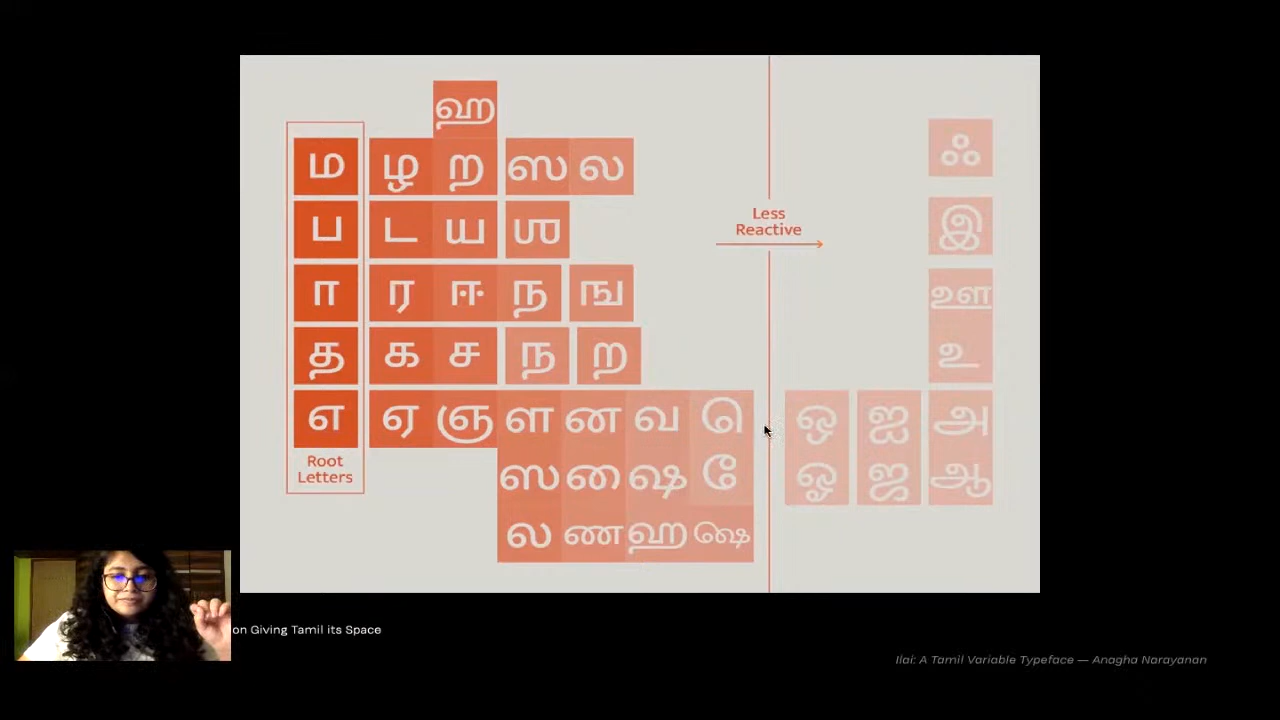 ஹ
ம ழ ற ஸ ல
ப ட ய ஶ
ா ர ஈ ந ங
த க ச ந ற
எ ஏ ஞ ள ன வ ெ
ஸ ை ஷ ே
ல ண ஹ க்ஷ
Root
Letters
Less
Reactive
ஃ
இ
ஊ
உ
ஒ ஐ அ
ஓ ஜ ஆ
on Giving Tamil its Space
Ilai: A Tamil Variable Typeface — Anagha Narayanan